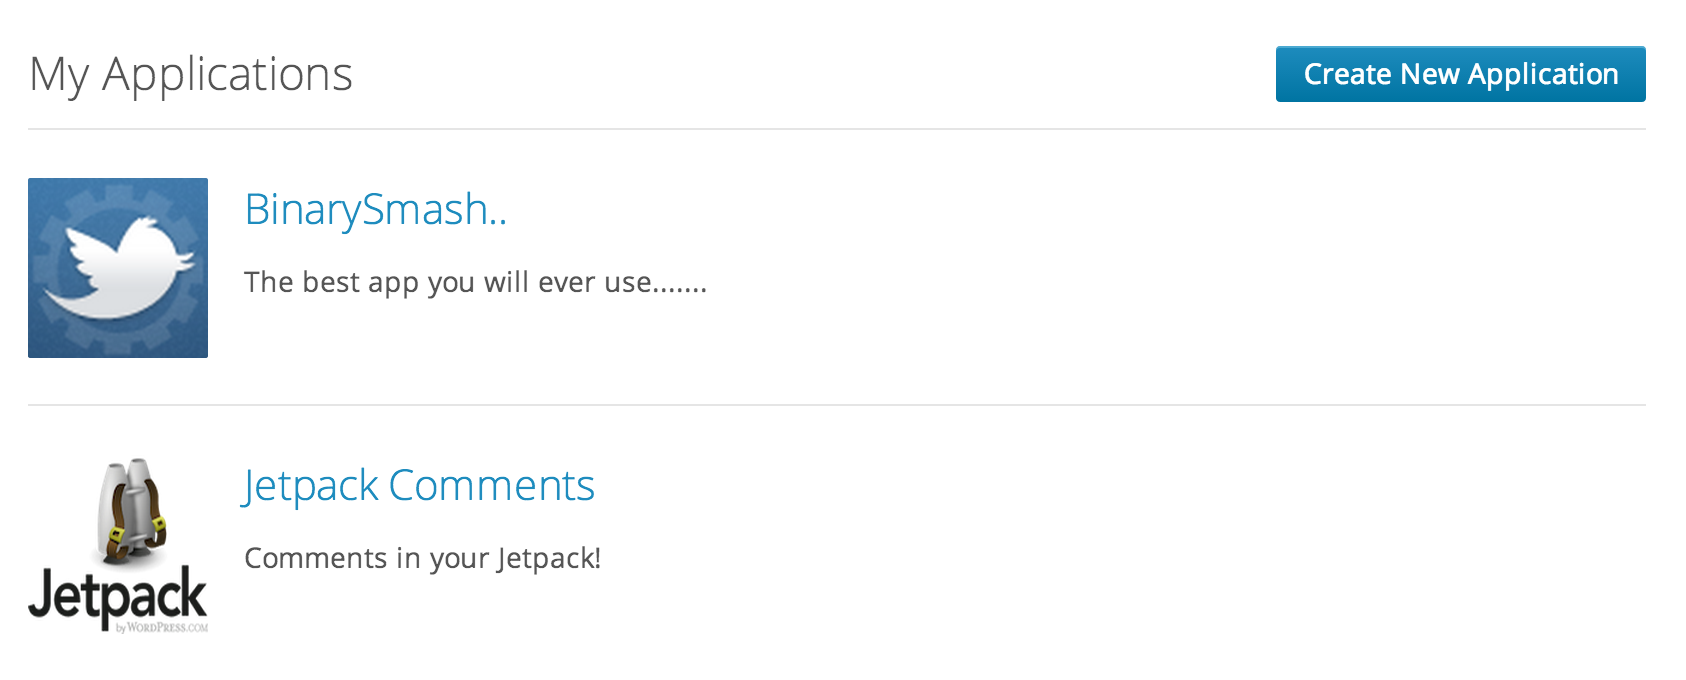 My Applications
Create New Application
BinarySmash..
The best app you will ever use.......
Jetpack Comments
Comments in your Jetpack!
Jetpack
by WORDPRESS.COM